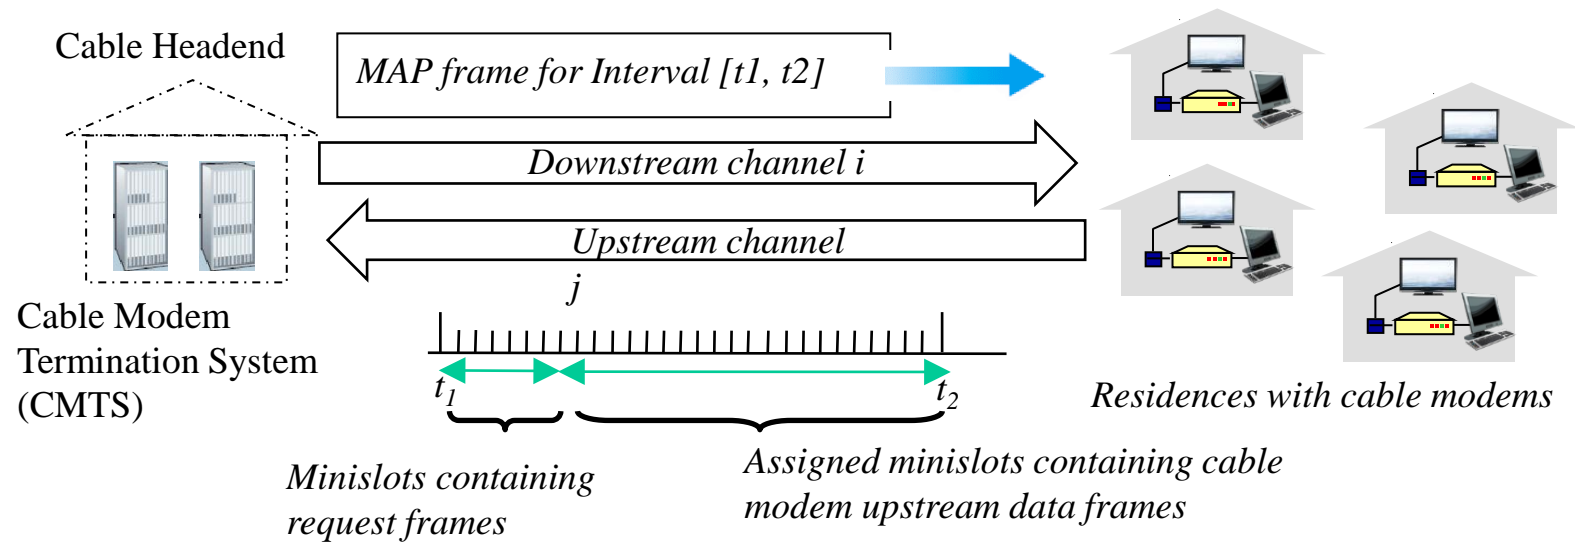 Cable Headend
MAP frame for Interval [t1, t2]
Downstream channel i
Upstream channel
j
Cable Modem
Termination System
(CMTS)
t1
t2
Residences with cable modems
Minislots containing
request frames
Assigned minislots containing cable
modem upstream data frames